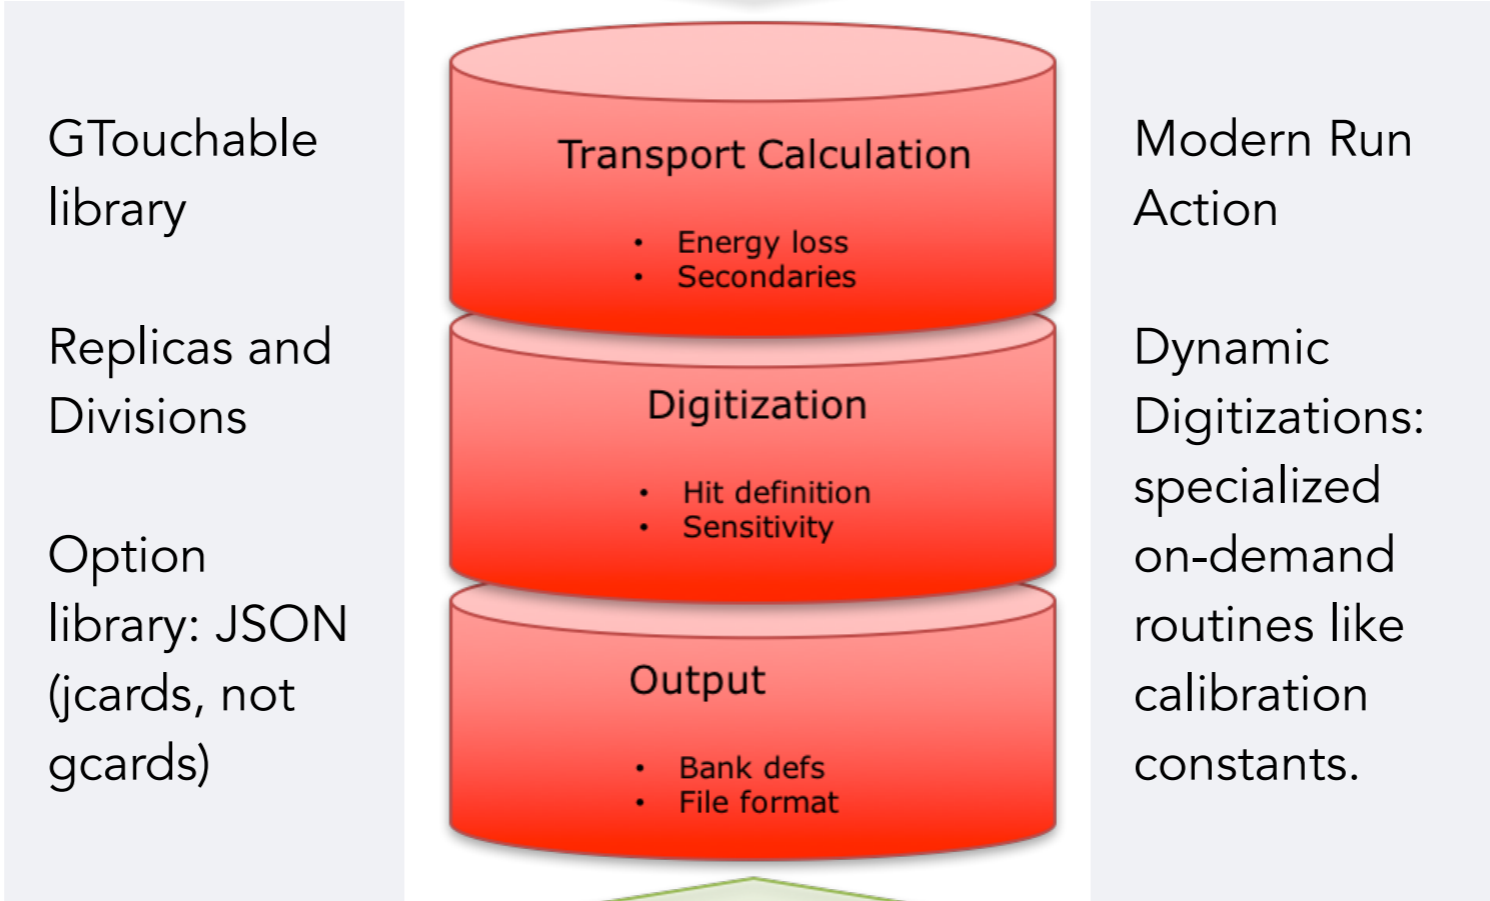 GTouchable
library
Replicas and
Divisions
Option
library: JSON
(jcards, not
gcards)
Transport Calculation
• Energy loss
• Secondaries
Digitization
• Hit definition
• Sensitivity
Output
• Bank defs
• File format
Modern Run
Action
Dynamic
Digitizations:
specialized
on-demand
routines like
calibration
constants.